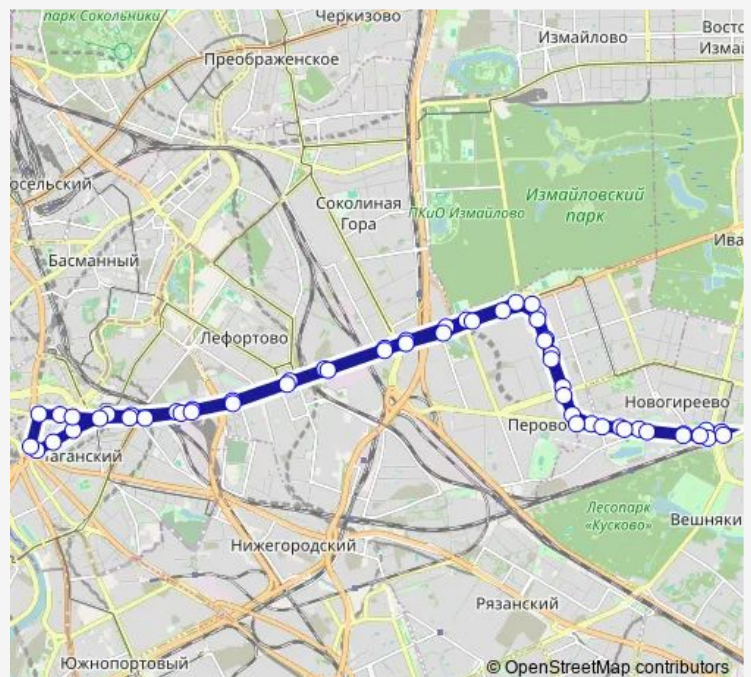 парк Сокольники
Черкизово
Преображенское
Измайлово
Восто
Измай
осельский
Соколиная
Гора
ПКиО Измайлово
Измайловский
парк
Ива
Басманный
Лефортово
Новогиреево
Перово
Таганский
Лесопарк
«Кусково»
Вешняки
Нижегородский
Рязанский
Южнопортовый
© OpenStreetMap contributors